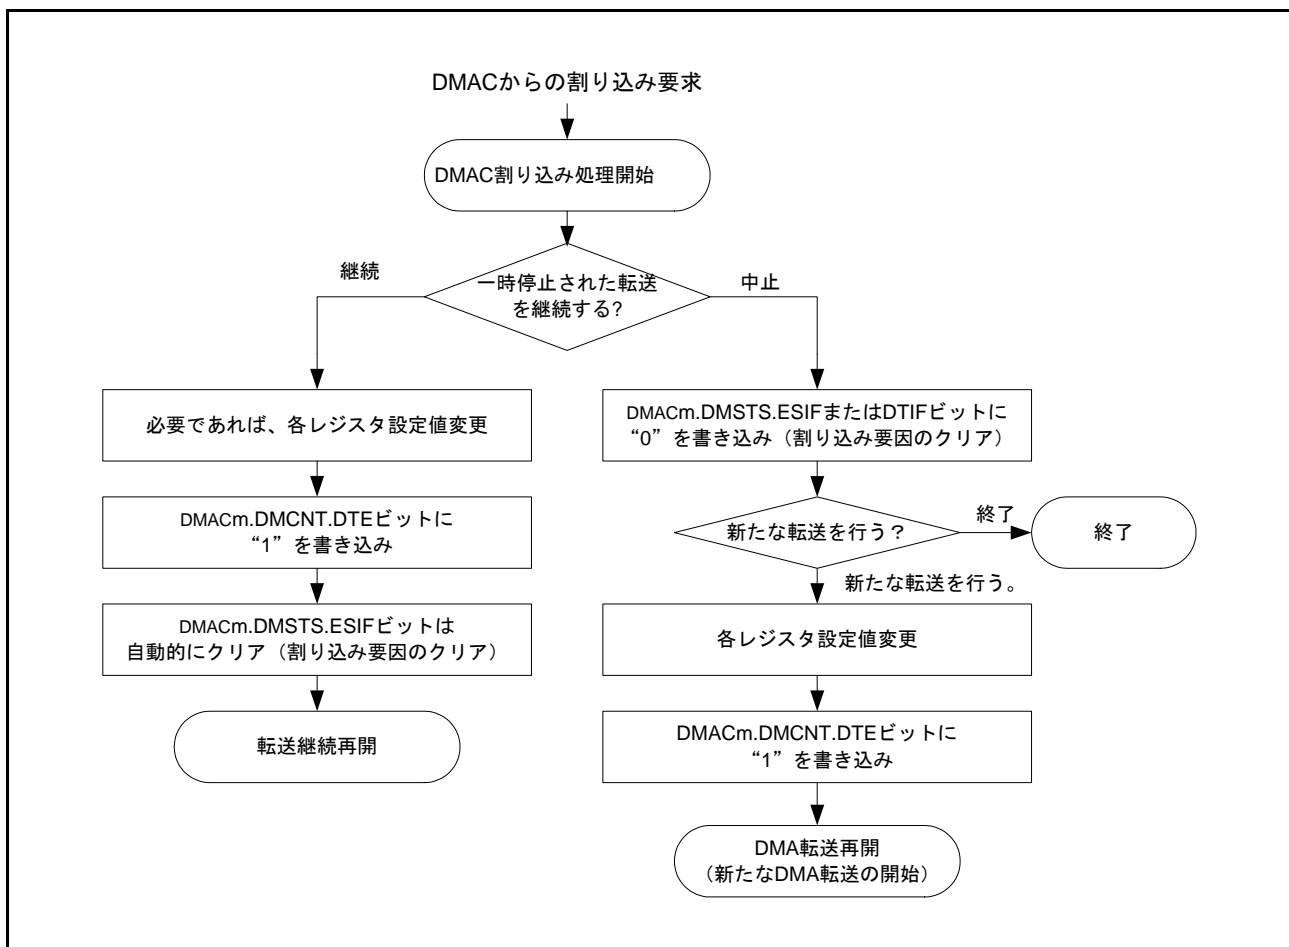 DMACからの割り込み要求
DMAC割り込み処理開始
一時停止された転送
を継続する?
継続
中止
必要であれば、各レジスタ設定値変更
DMACm.DMCNT.DTEビットに
“1”を書き込み
DMACm.DMSTS.ESIFビットは
自動的にクリア（割り込み要因のクリア）
転送継続再開
DMACm.DMSTS.ESIFまたはDTIFビットに
“0”を書き込み（割り込み要因のクリア）
新たな転送を行う？
終了
終了
新たな転送を行う。
各レジスタ設定値変更
DMACm.DMCNT.DTEビットに
“1”を書き込み
DMA転送再開
（新たなDMA転送の開始）